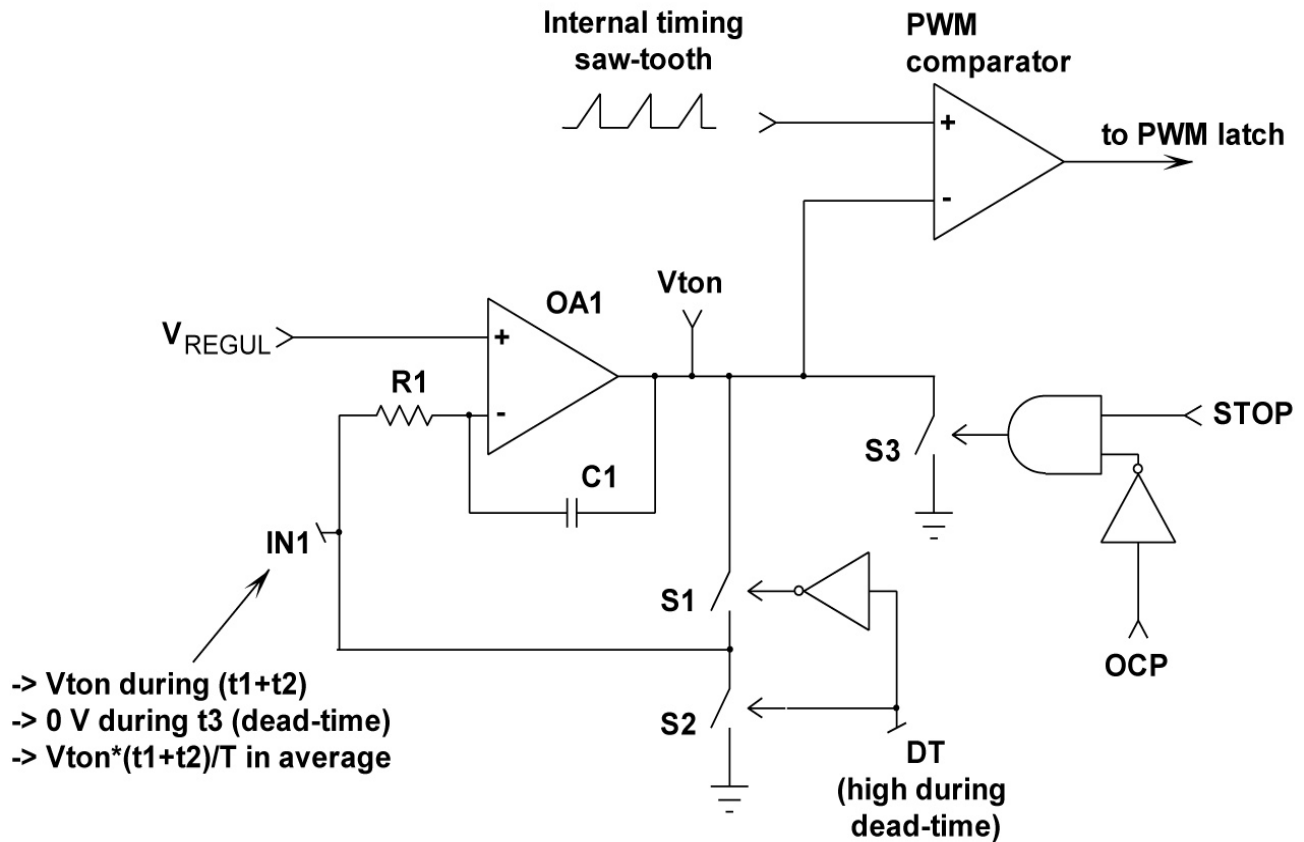 Internal timing
saw-tooth
PWM
comparator
+
-
to PWM latch
Vton
OA1
VREGUL
+
-
R1
C1
S3
STOP
IN1
S1
OCP
-> Vton during (t1+t2)
-> 0 V during t3 (dead-time)
-> Vton*(t1+t2)/T in average
S2
DT
(high during
dead-time)